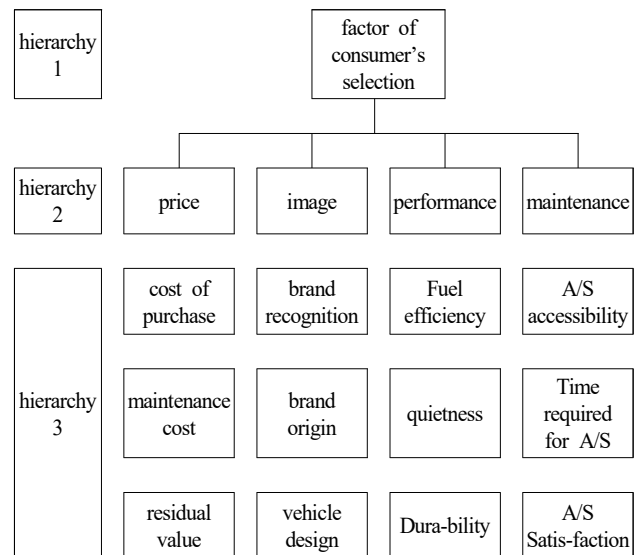 hierarchy
1
factor of
consumer's
selection
hierarchy
2
price
image
performance
maintenance
hierarchy
3
cost of
purchase
brand
recognition
Fuel
efficiency
A/S
accessibility
maintenance
cost
brand
origin
quietness
Time
required
for A/S
residual
value
vehicle
design
Dura-bility
A/S
Satis-faction